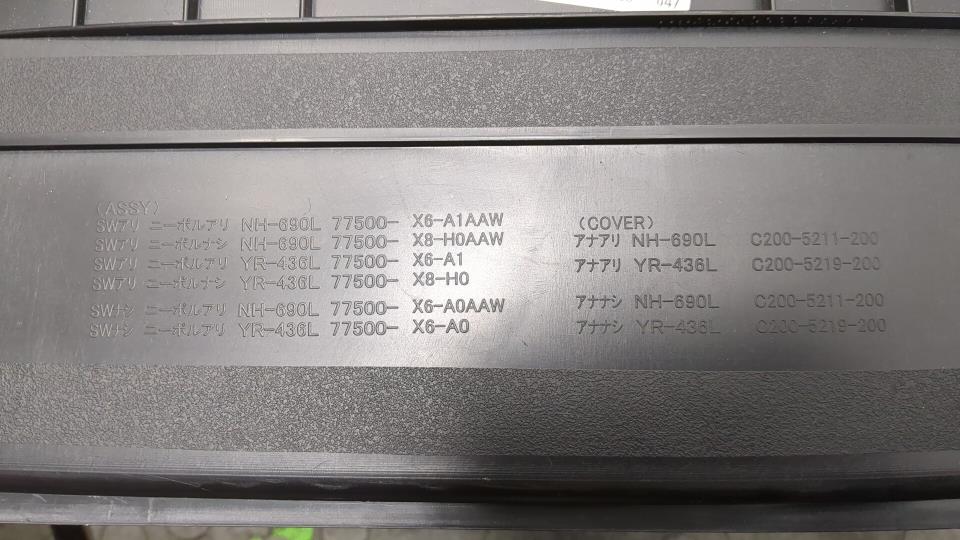 (ASSY)
SWアリ ニーボルアリ NH-690L 77500- X6-A1AAW
SWアリ ニーボルナシ NH-690L 77500- X8-H0AAW
SWアリ ニーボルアリ YR-436L 77500- X6-A1
SWアリ ニーボルナシ YR-436L 77500- X8-H0
SWナシ ニーボルアリ NH-690L 77500- X6-A0AAW
SWナシ ニーボルアリ YR-436L 77500- X6-A0
(COVER)
アナアリ NH-690L C200-5211-200
アナアリ YR-436L C200-5219-200
アナナシ NH-690L C200-5211-200
アナナシ YR-436L C200-5219-200